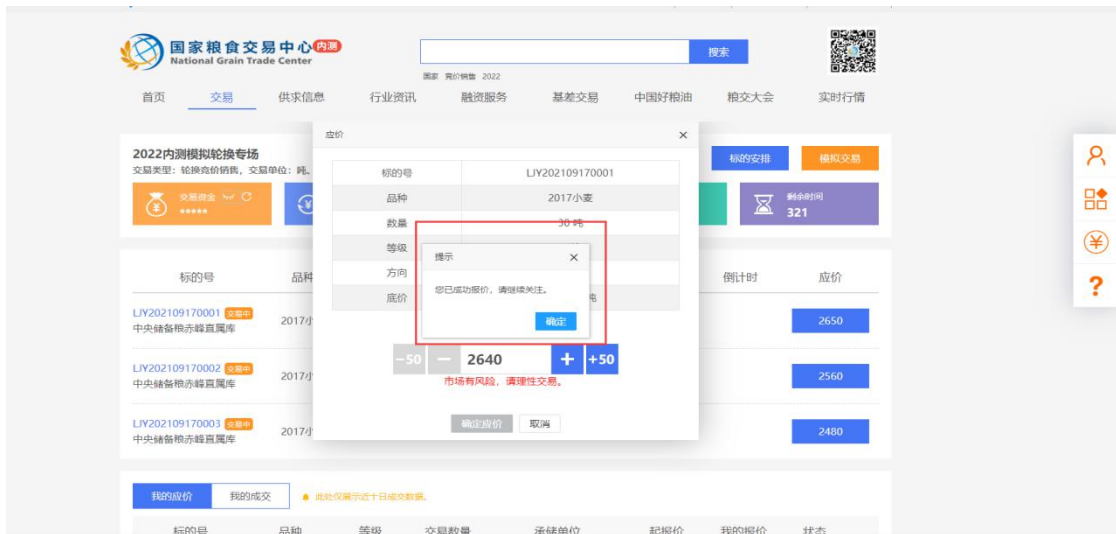 国家粮食交易中心 内测
National Grain Trade Center
搜索
国家 竞价销售 2022
首页 交易 供求信息 行业资讯 融资服务 基差交易 中国好粮油 粮交大会 实时行情
2022内测模拟轮换专场
交易类型：轮换竞价销售，交易单位：吨。
标的安排 模拟交易
交易资金
*****
剩余时间
321
应价 ×
标的号 LJY202109170001
品种 2017小麦
数量 30 吨
等级
方向
底价 吨
提示 ×
您已成功报价，请继续关注。
确定
-50 − 2640 + +50
市场有风险，请理性交易。
确定应价 取消
标的号 品种 倒计时 应价
LJY202109170001 交易中
中央储备粮赤峰直属库 2017小 2650
LJY202109170002 交易中
中央储备粮赤峰直属库 2017小 2560
LJY202109170003 交易中
中央储备粮赤峰直属库 2017小 2480
我的应价 我的成交 此处仅展示近十日成交数据。
标的号 品种 等级 交易数量 承储单位 起报价 我的报价 状态
?